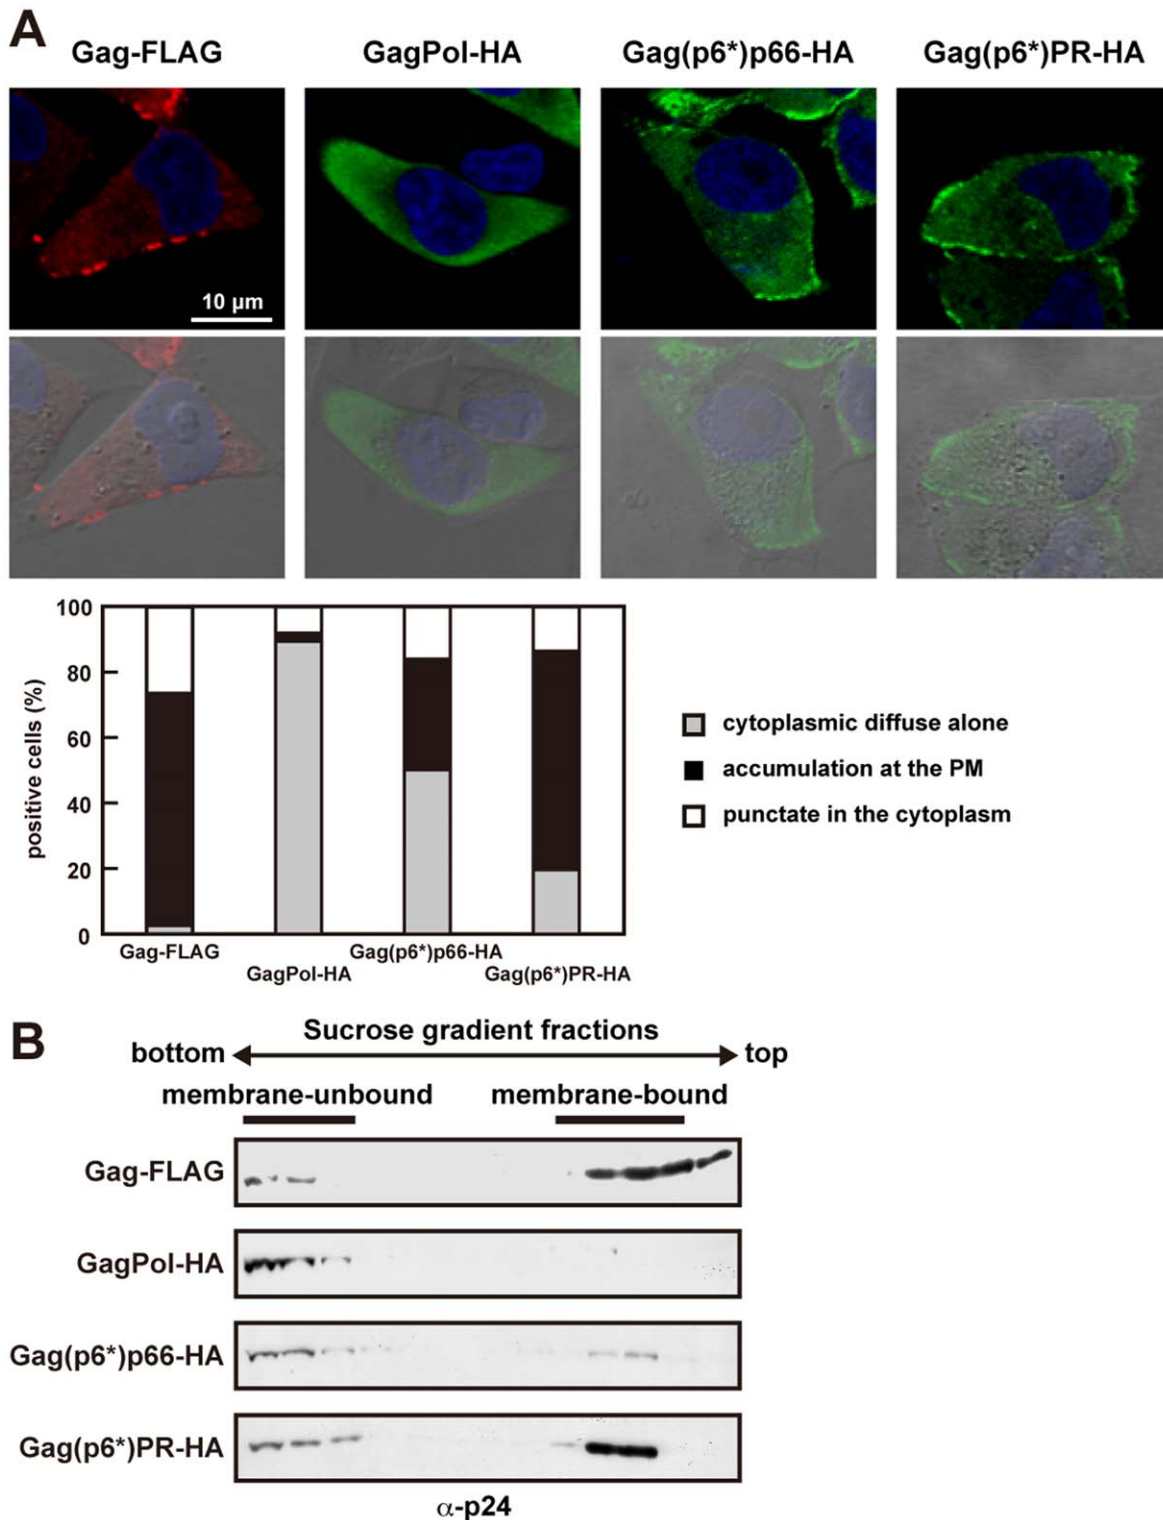 A
Gag-FLAG GagPol-HA Gag(p6*)p66-HA Gag(p6*)PR-HA
10 µm
100
80
60
40
20
0
positive cells (%)
cytoplasmic diffuse alone
accumulation at the PM
punctate in the cytoplasm
Gag-FLAG Gag(p6*)p66-HA
GagPol-HA Gag(p6*)PR-HA
B
Sucrose gradient fractions
bottom top
membrane-unbound membrane-bound
Gag-FLAG
GagPol-HA
Gag(p6*)p66-HA
Gag(p6*)PR-HA
α-p24